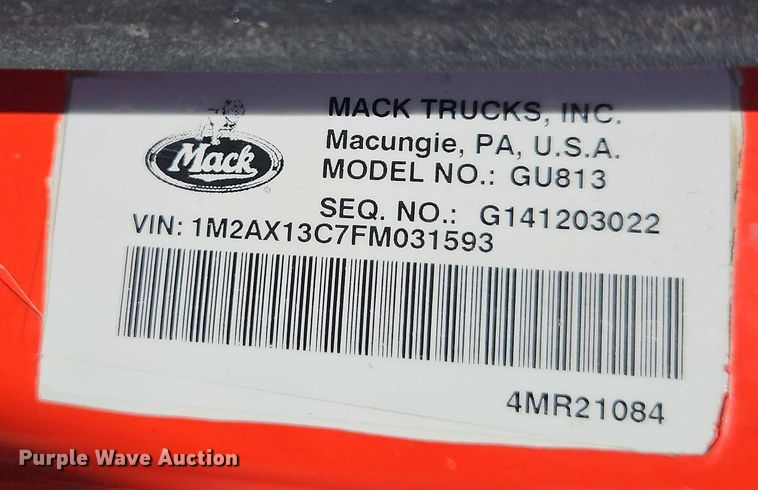 MACK TRUCKS, INC.
Mack
Macungie, PA, U.S.A.
MODEL NO.: GU813
SEQ. NO.: G141203022
VIN: 1M2AX13C7FM031593
4MR21084
Purple Wave Auction